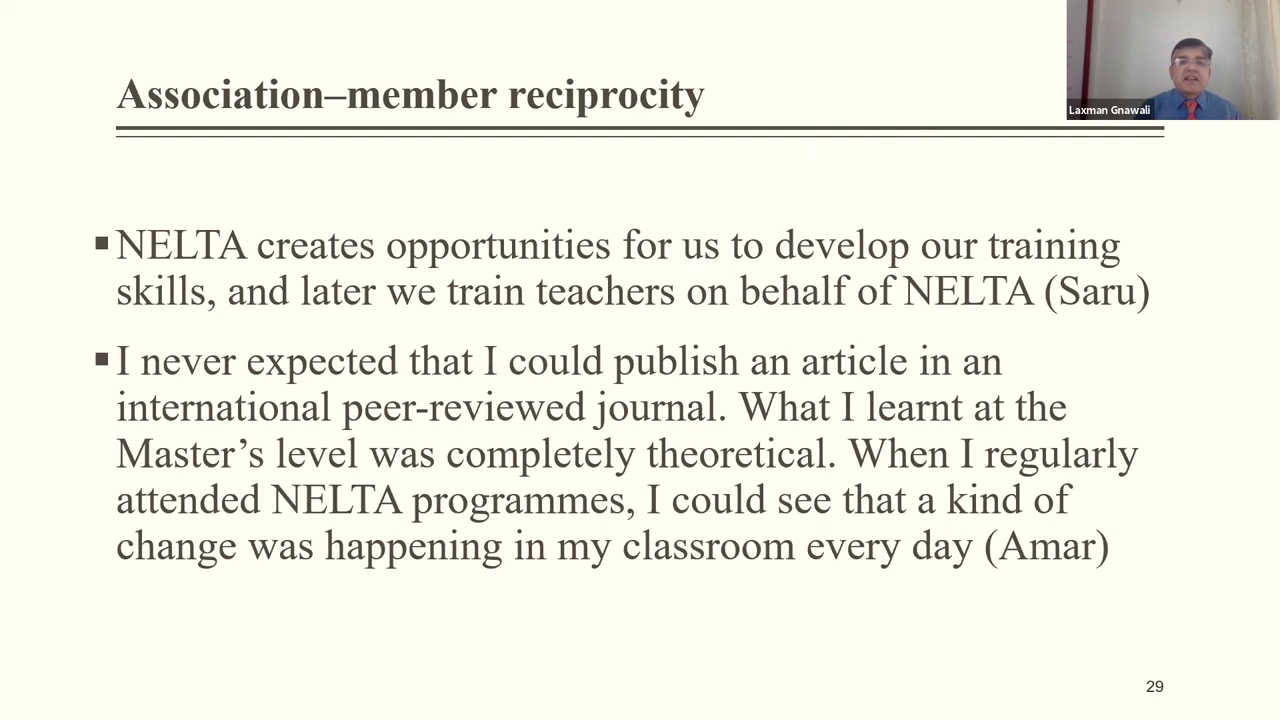 Association–member reciprocity
Laxman Gnawali
▪NELTA creates opportunities for us to develop our training
skills, and later we train teachers on behalf of NELTA (Saru)
▪I never expected that I could publish an article in an
international peer-reviewed journal. What I learnt at the
Master’s level was completely theoretical. When I regularly
attended NELTA programmes, I could see that a kind of
change was happening in my classroom every day (Amar)
29